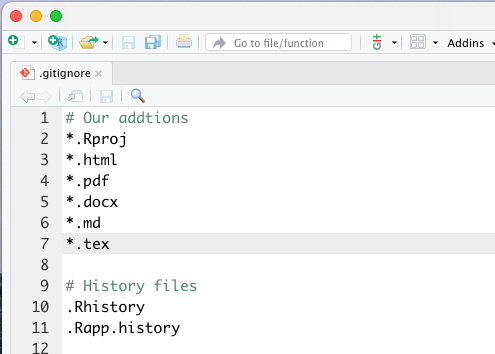 Go to file/function
Addins
.gitignore
1 # Our addtions
2 *.Rproj
3 *.html
4 *.pdf
5 *.docx
6 *.md
7 *.tex
8
9 # History files
10 .Rhistory
11 .Rapp.history
12